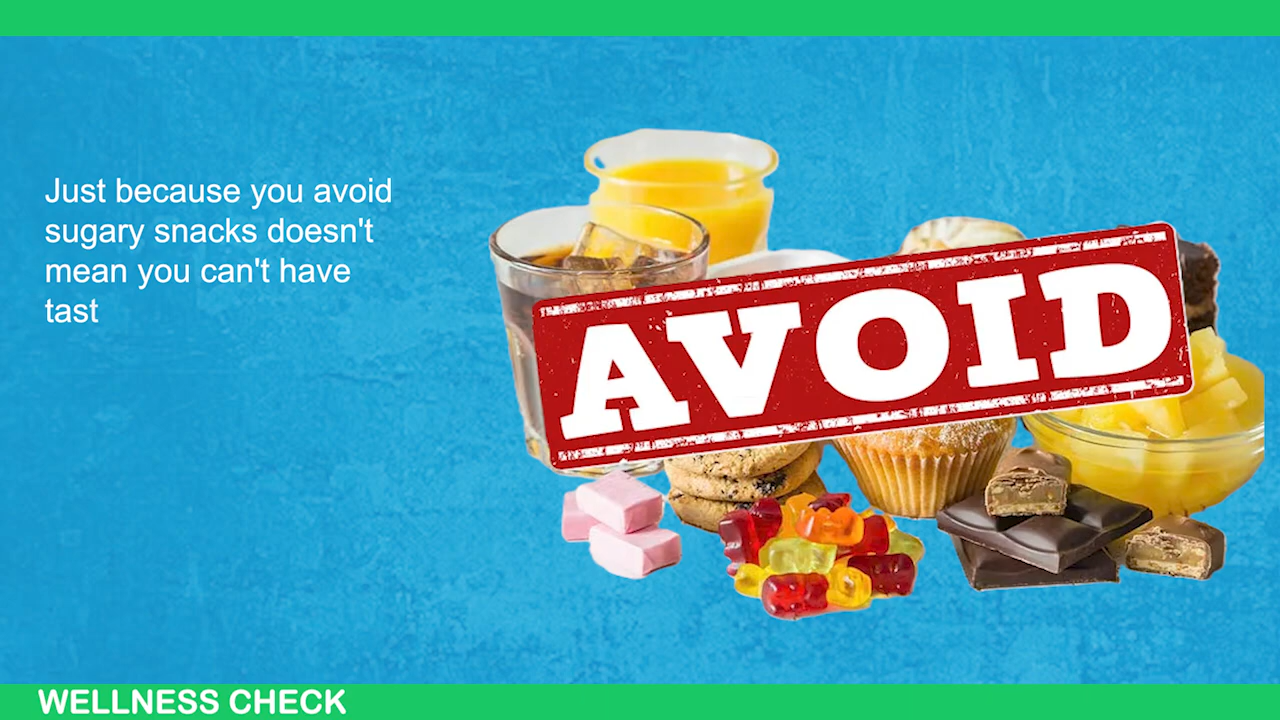 Just because you avoid
sugary snacks doesn't
mean you can't have
tast
AVOID
WELLNESS CHECK